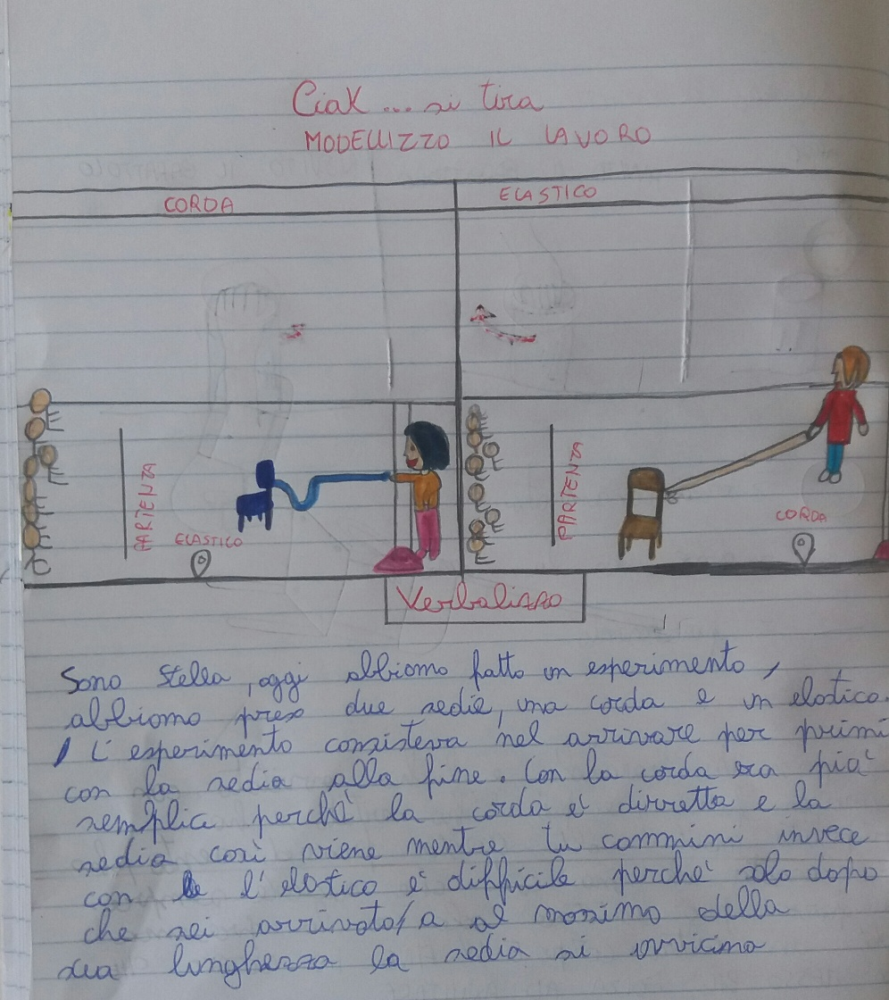 Ciak ... si tira
MODELLIZZO IL LAVORO
CORDA
ELASTICO
PARTENZA
ELASTICO
PARTENZA
CORDA
Verbalizzo
Sono Stella, oggi abbiamo fatto un esperimento,
abbiamo preso due sedie, una corda e un elastico.
L'esperimento consisteva nel arrivare per primi
con la sedia alla fine. Con la corda era più
semplice perchè la corda è dirretta e la
sedia così viene mentre tu cammini invece
con l'elastico è difficile perchè solo dopo
che sei arrivato/a al massimo della
sua lunghezza la sedia si avvicina